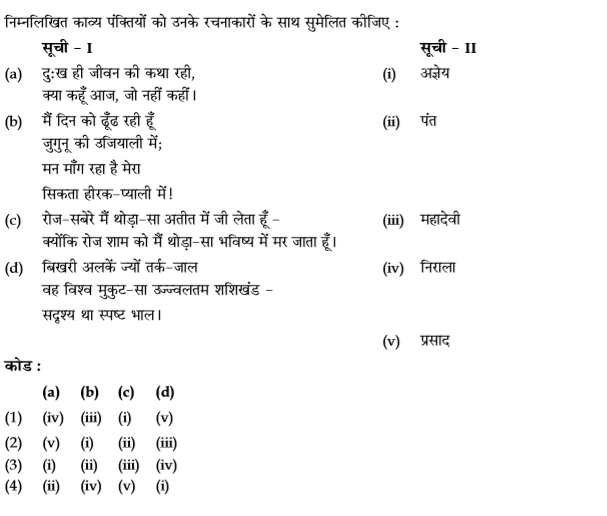 निम्नलिखित काव्य पंक्तियों को उनके रचनाकारों के साथ सुमेलित कीजिए :
सूची - I सूची - II
(a) दुःख ही जीवन की कथा रही, (i) अज्ञेय
क्या कहूँ आज, जो नहीं कहीं।
(b) मैं दिन को ढूँढ रही हूँ (ii) पंत
जुगुनू की उजियाली में;
मन माँग रहा है मेरा
सिकता हीरक-प्याली में!
(c) रोज-सबेरे मैं थोड़ा-सा अतीत में जी लेता हूँ - (iii) महादेवी
क्योंकि रोज शाम को मैं थोड़ा-सा भविष्य में मर जाता हूँ।
(d) बिखरी अलकें ज्यों तर्क-जाल (iv) निराला
वह विश्व मुकुट-सा उज्ज्वलतम शशिखंड -
सदृश्य था स्पष्ट भाल।
(v) प्रसाद
कोड :
(a) (b) (c) (d)
(1) (iv) (iii) (i) (v)
(2) (v) (i) (ii) (iii)
(3) (i) (ii) (iii) (iv)
(4) (ii) (iv) (v) (i)